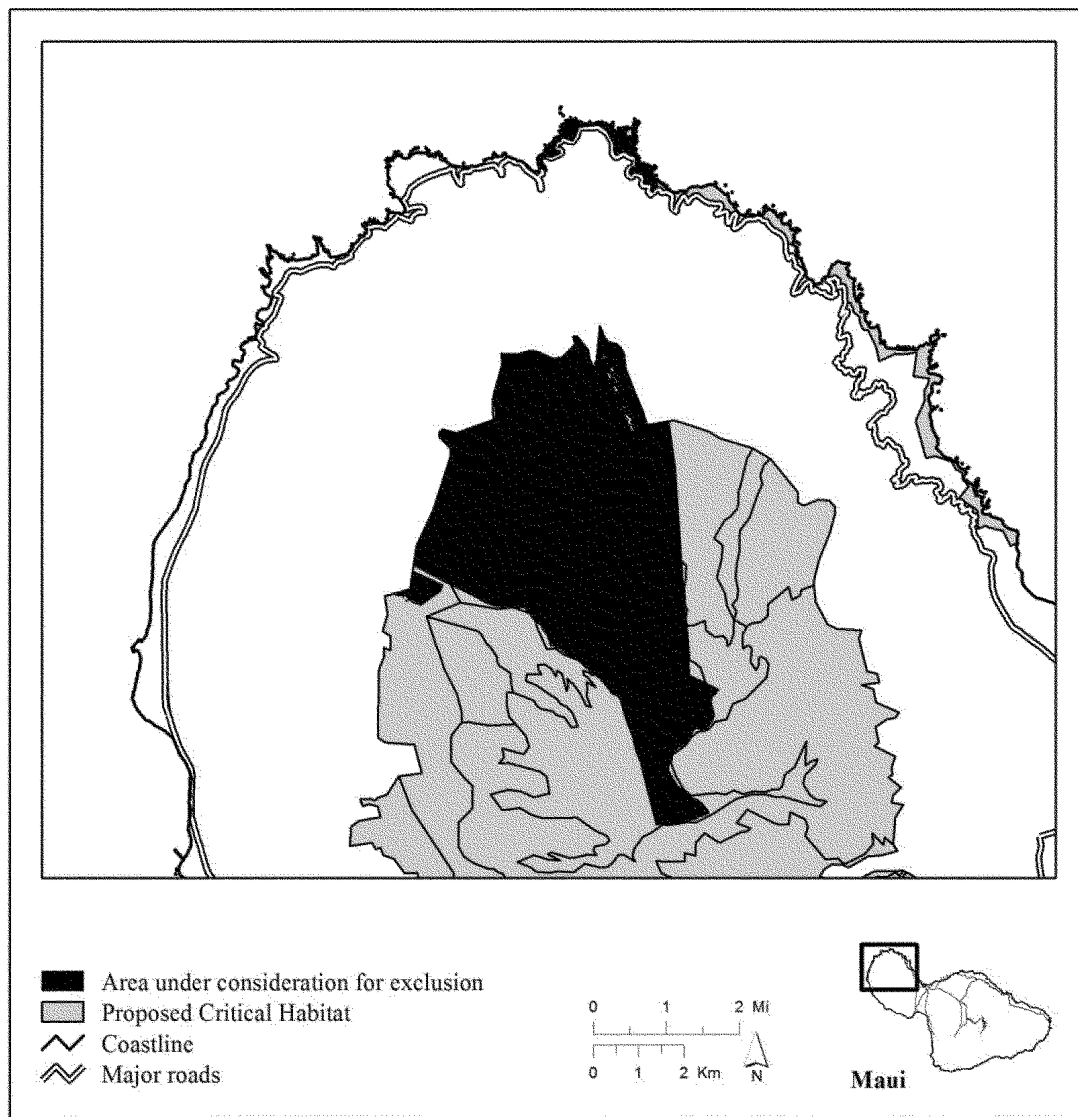 Area under consideration for exclusion
Proposed Critical Habitat
Coastline
Major roads
0 1 2 Mi
0 1 2 Km
N
Maui